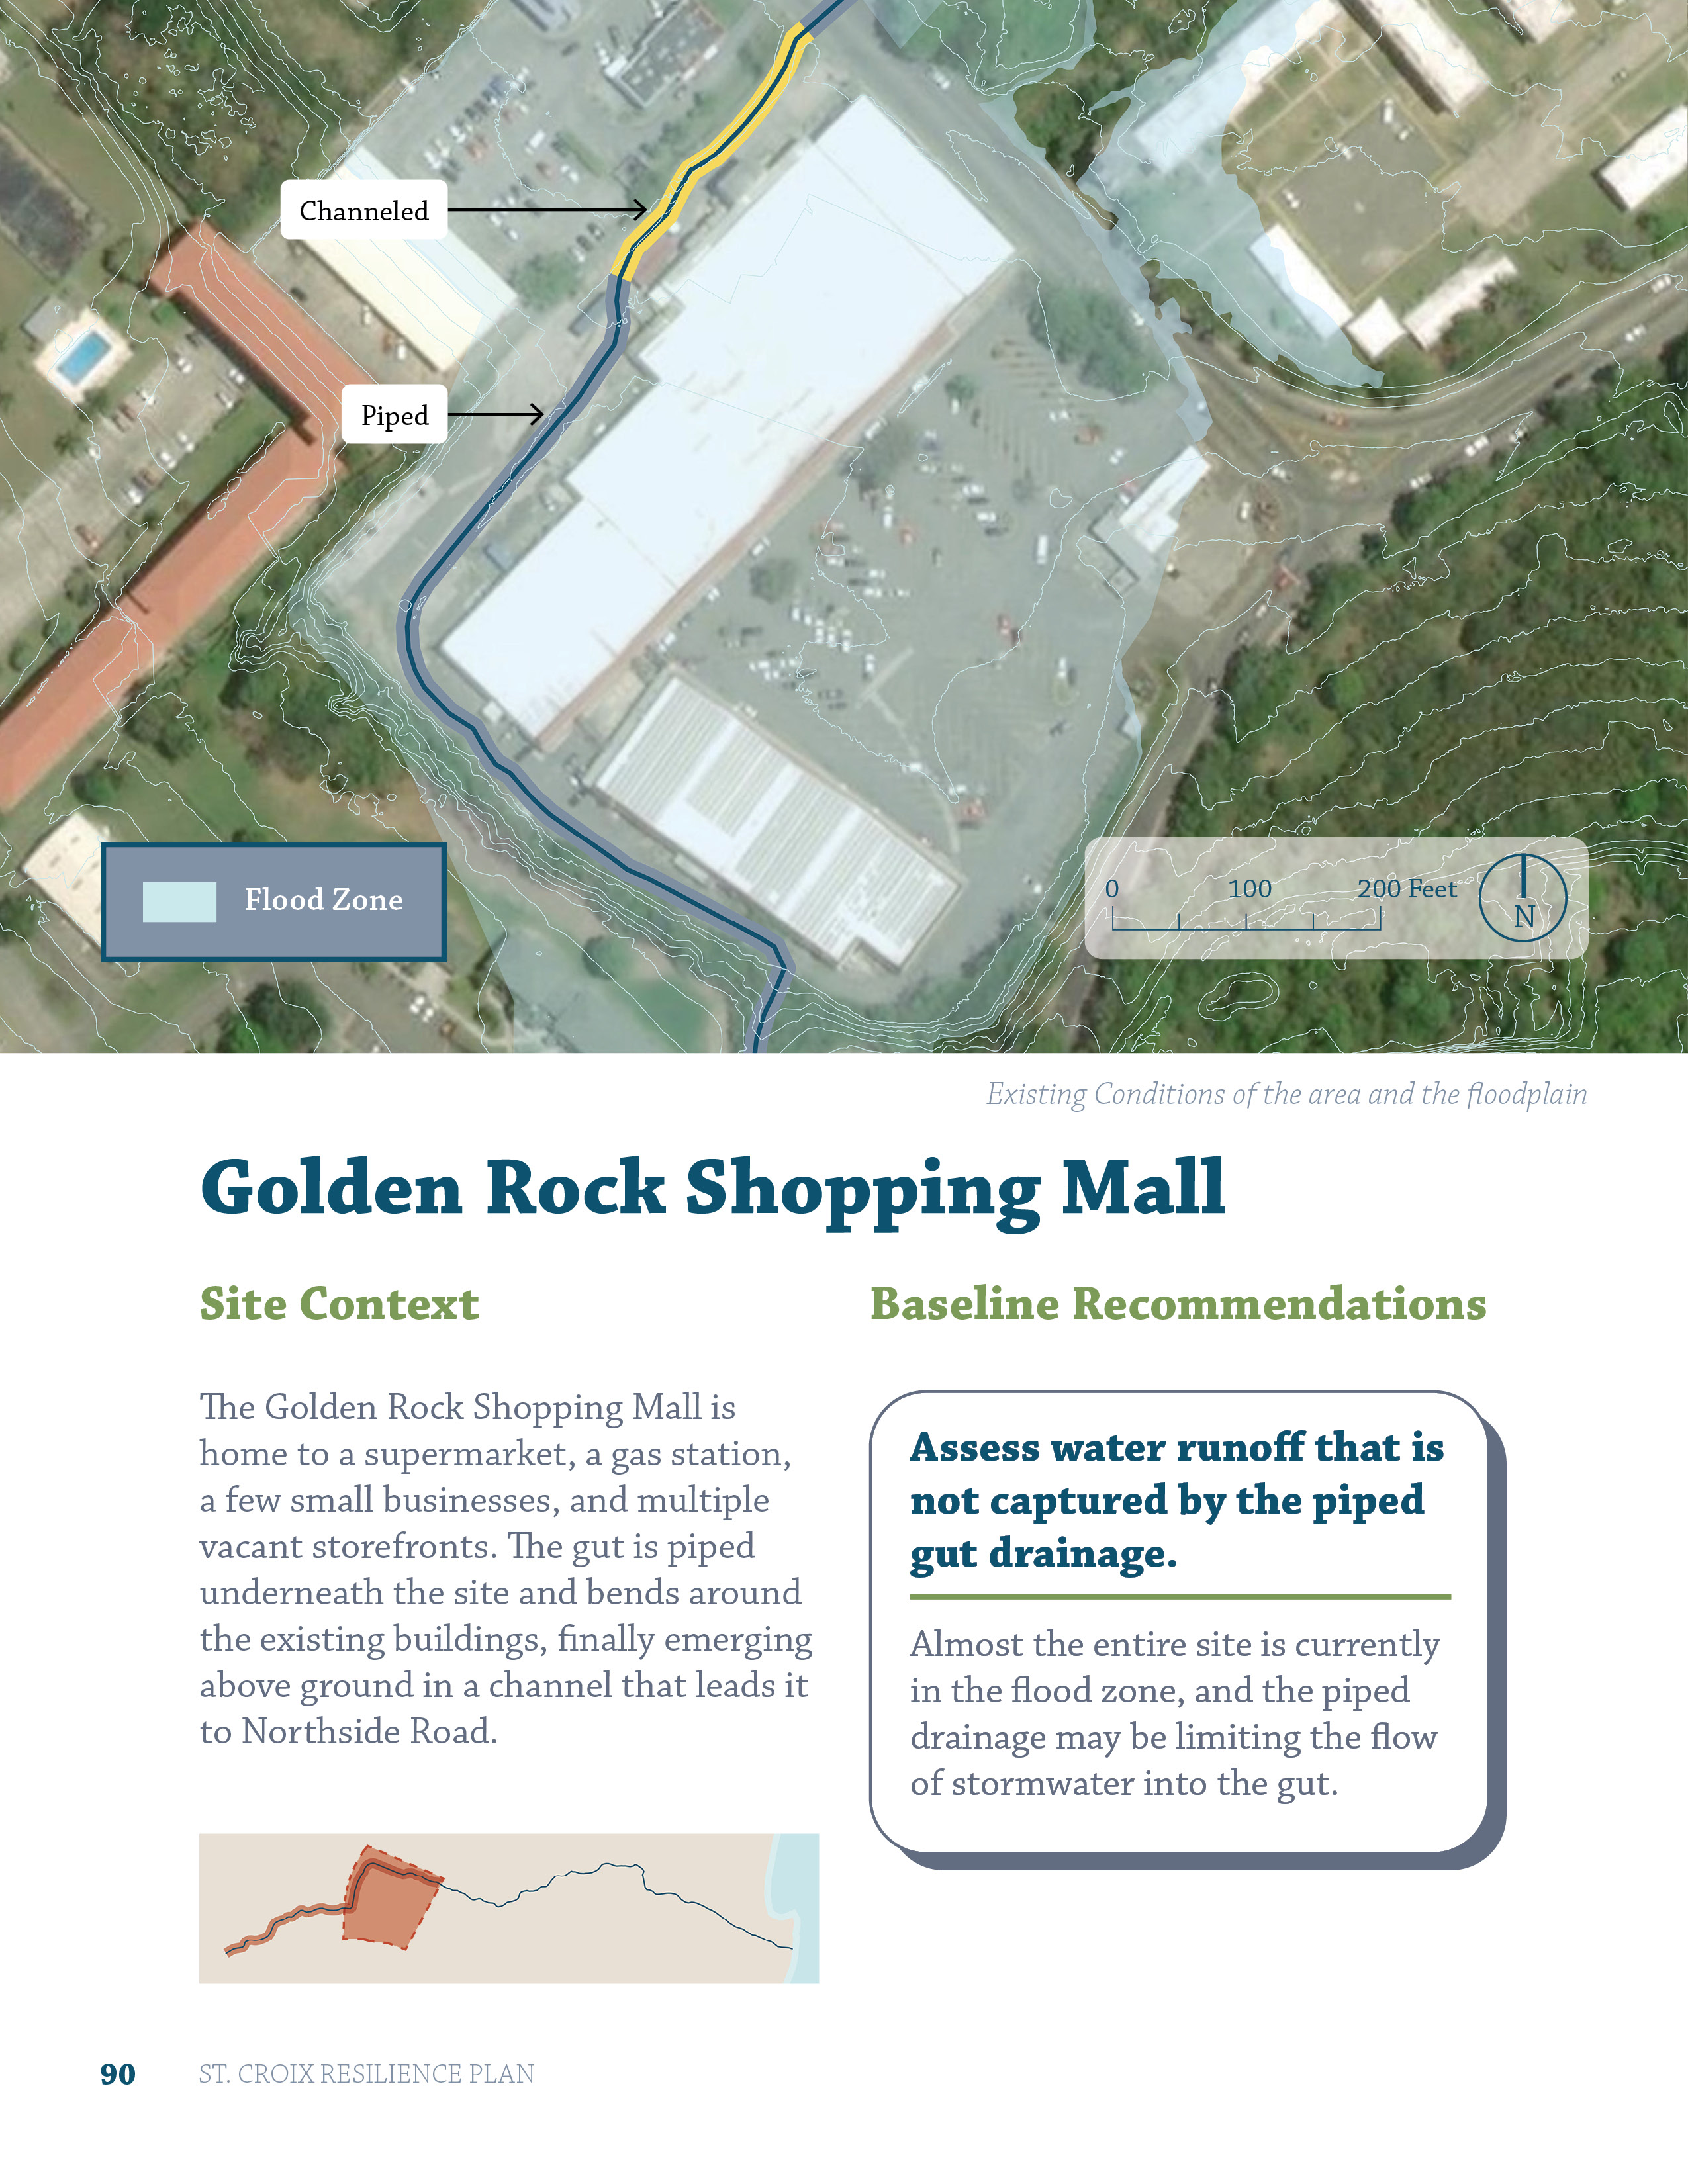 Channeled
Piped
Flood Zone
0 100 200 Feet
N
Existing Conditions of the area and the floodplain
Golden Rock Shopping Mall
Site Context
The Golden Rock Shopping Mall is
home to a supermarket, a gas station,
a few small businesses, and multiple
vacant storefronts. The gut is piped
underneath the site and bends around
the existing buildings, finally emerging
above ground in a channel that leads it
to Northside Road.
Baseline Recommendations
Assess water runoff that is
not captured by the piped
gut drainage.
Almost the entire site is currently
in the flood zone, and the piped
drainage may be limiting the flow
of stormwater into the gut.
90 ST. CROIX RESILIENCE PLAN